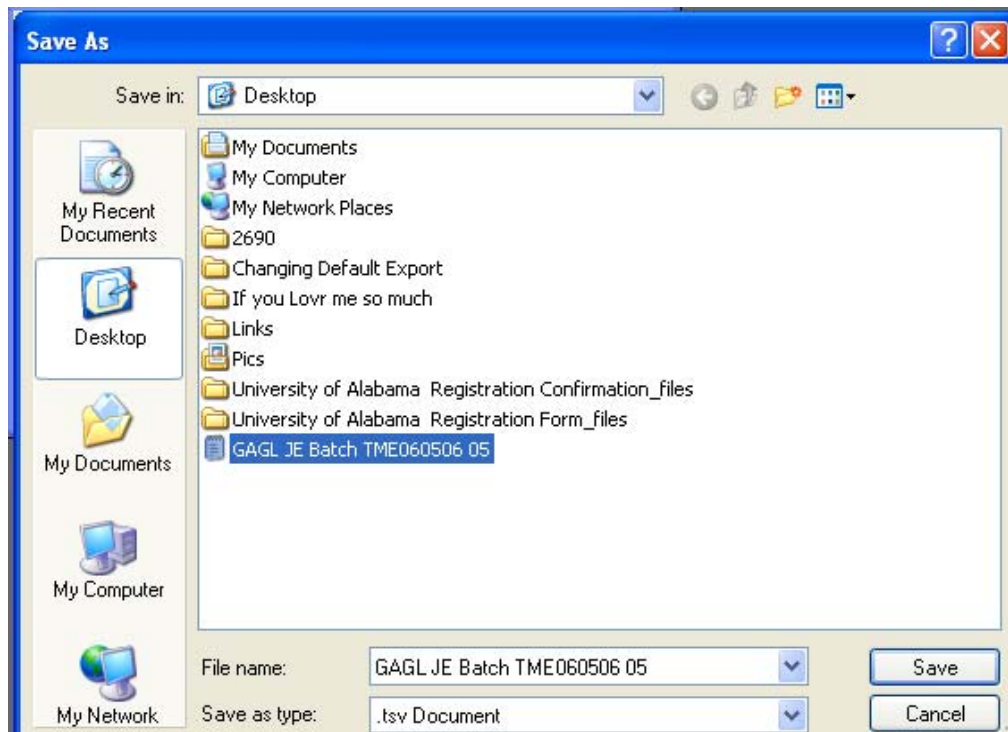 Save As
Save in:
Desktop
My Recent
Documents
Desktop
My Documents
My Computer
My Network
My Documents
My Computer
My Network Places
2690
Changing Default Export
If you Lovr me so much
Links
Pics
University of Alabama  Registration Confirmation_files
University of Alabama  Registration Form_files
GAGL JE Batch TME060506 05
File name:
GAGL JE Batch TME060506 05
Save
Save as type:
.tsv Document
Cancel